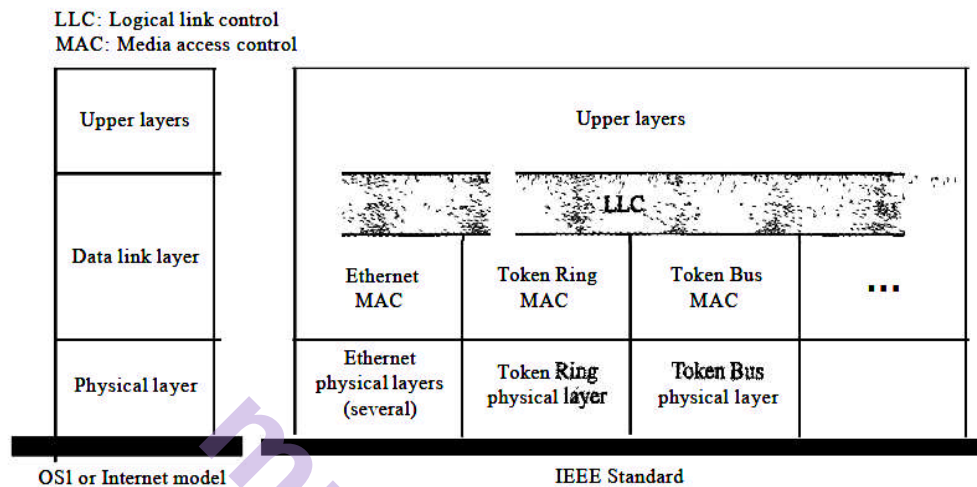 LLC: Logical link control
MAC: Media access control
Upper layers
Data link layer
Physical layer
OS1 or Internet model
Upper layers
LLC
Ethernet
MAC
Token Ring
MAC
Token Bus
MAC
...
Ethernet
physical layers
(several)
Token Ring
physical layer
Token Bus
physical layer
IEEE Standard